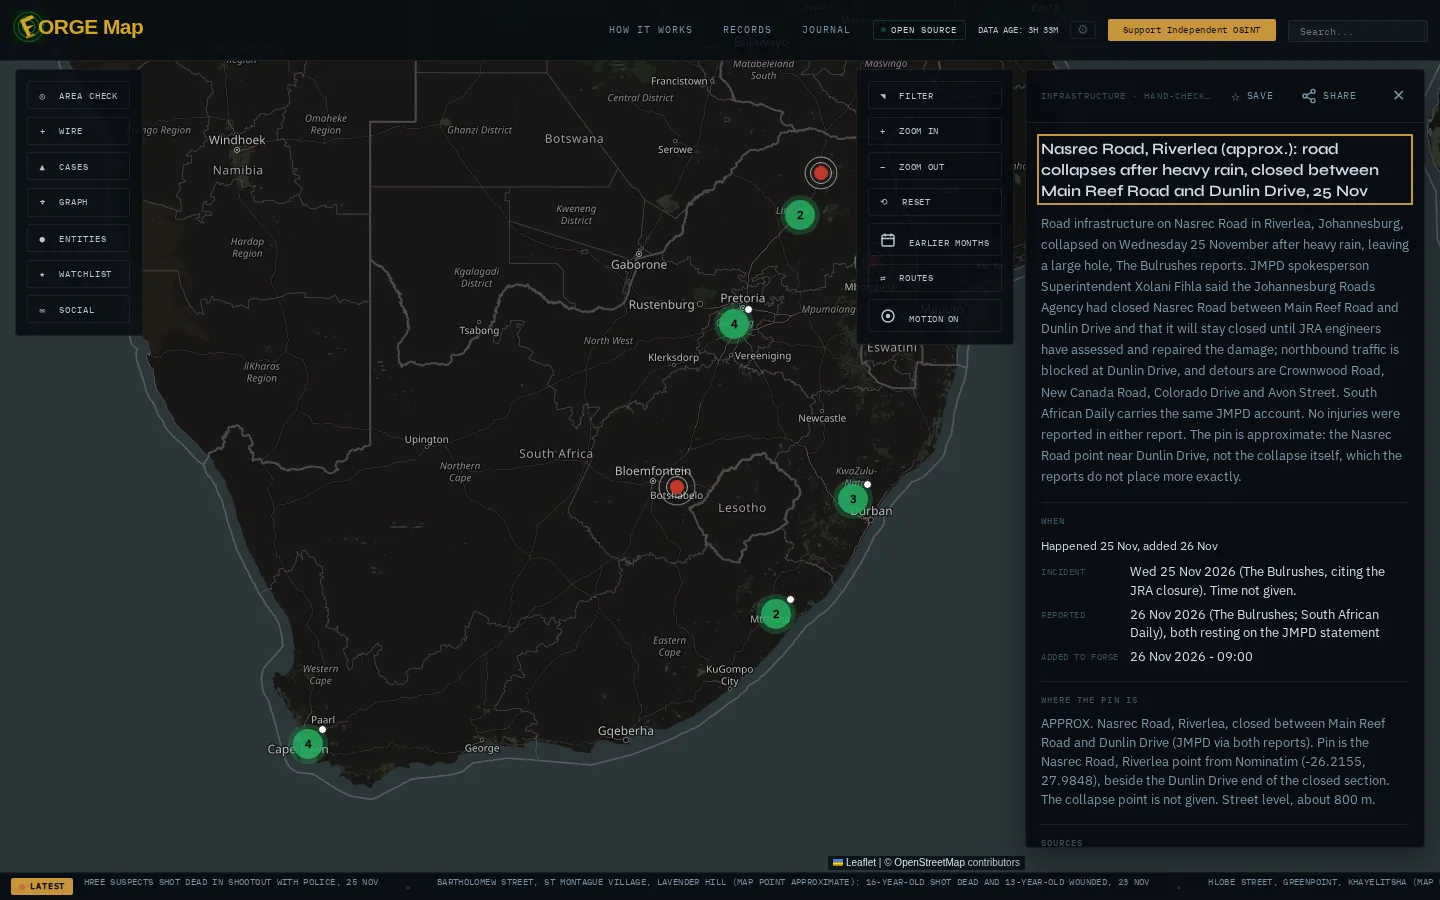 FORGE Map
HOW IT WORKS
RECORDS
JOURNAL
OPEN SOURCE
DATA AGE: 3H 33M
Support Independent OSINT
Search...
AREA CHECK
WIRE
CASES
GRAPH
ENTITIES
WATCHLIST
SOCIAL
FILTER
ZOOM IN
ZOOM OUT
RESET
EARLIER MONTHS
ROUTES
MOTION ON
Matabeleland
South
Masvingo
Francistown
Central District
Omaheke
Region
Ghanzi District
Botswana
Windhoek
Serowe
Namibia
2
Kweneng
District
Hardap
Region
Gaborone
Kgalagadi
District
Rustenburg
Pretoria
Mpumalanga
4
Tsabong
North West
Eswatini
Klerksdorp
Vereeniging
IlKharas
Region
Newcastle
Upington
South Africa
Northern
Cape
Bloemfontein
Botshabelo
KwaZulu-
3
Lesotho
Durban
2
Eastern
Cape
Western
Cape
KuGompo
City
Paarl
Gqeberha
4
George
INFRASTRUCTURE - HAND-CHECK…
SAVE
SHARE
Nasrec Road, Riverlea (approx.): road
collapses after heavy rain, closed between
Main Reef Road and Dunlin Drive, 25 Nov
Road infrastructure on Nasrec Road in Riverlea, Johannesburg,
collapsed on Wednesday 25 November after heavy rain, leaving
a large hole, The Bulrushes reports. JMPD spokesperson
Superintendent Xolani Fihla said the Johannesburg Roads
Agency had closed Nasrec Road between Main Reef Road and
Dunlin Drive and that it will stay closed until JRA engineers
have assessed and repaired the damage; northbound traffic is
blocked at Dunlin Drive, and detours are Crownwood Road,
New Canada Road, Colorado Drive and Avon Street. South
African Daily carries the same JMPD account. No injuries were
reported in either report. The pin is approximate: the Nasrec
Road point near Dunlin Drive, not the collapse itself, which the
reports do not place more exactly.
WHEN
Happened 25 Nov, added 26 Nov
INCIDENT
Wed 25 Nov 2026 (The Bulrushes, citing the
JRA closure). Time not given.
REPORTED
26 Nov 2026 (The Bulrushes; South African
Daily), both resting on the JMPD statement
ADDED TO FORGE
26 Nov 2026 - 09:00
WHERE THE PIN IS
APPROX. Nasrec Road, Riverlea, closed between Main Reef
Road and Dunlin Drive (JMPD via both reports). Pin is the
Nasrec Road, Riverlea point from Nominatim (-26.2155,
27.9848), beside the Dunlin Drive end of the closed section.
The collapse point is not given. Street level, about 800 m.
SOURCES
Leaflet | © OpenStreetMap contributors
LATEST
HREE SUSPECTS SHOT DEAD IN SHOOTOUT WITH POLICE, 25 NOV
BARTHOLOMEW STREET, ST MONTAGUE VILLAGE, LAVENDER HILL (MAP POINT APPROXIMATE): 16-YEAR-OLD SHOT DEAD AND 13-YEAR-OLD WOUNDED, 23 NOV
HLOBE STREET, GREENPOINT, KHAYELITSHA (MAP